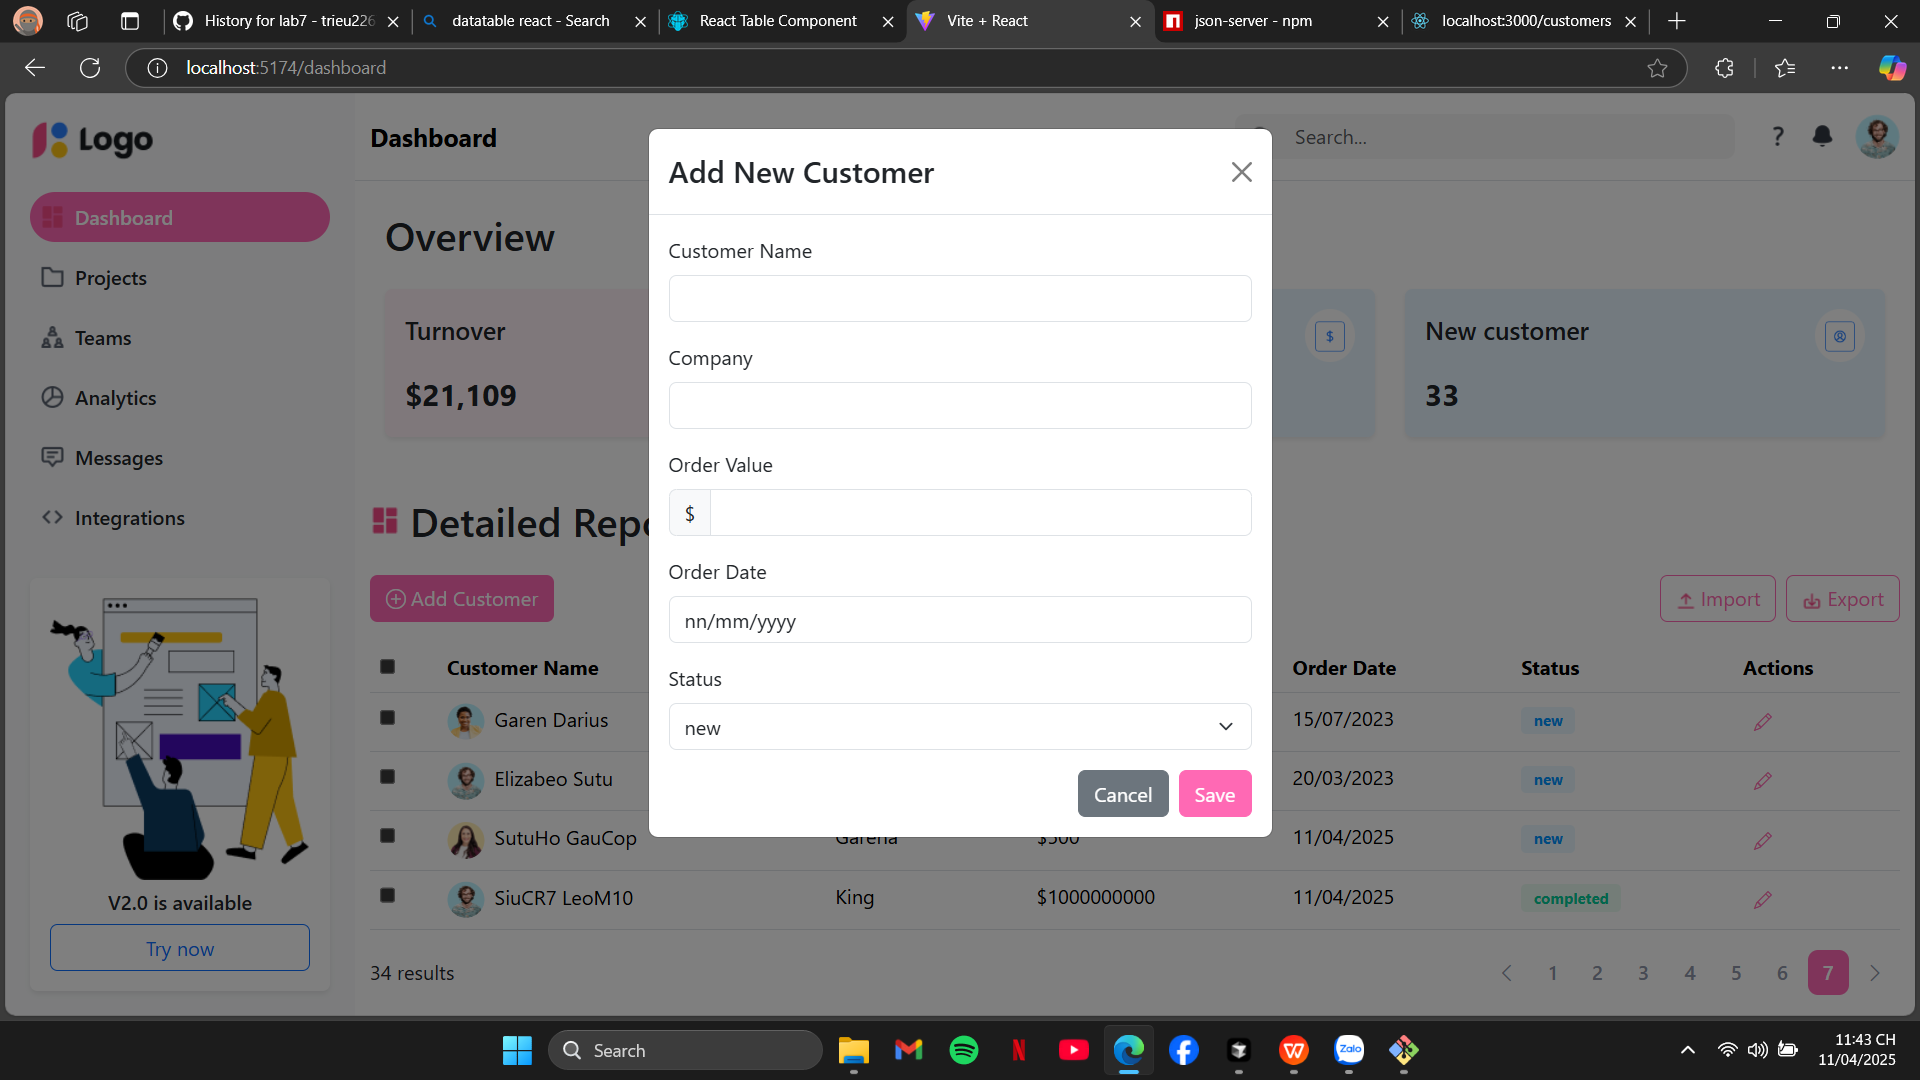 History for lab7 - trieu226
datatable react - Search
React Table Component
Vite + React
json-server - npm
localhost:3000/customers
localhost:5174/dashboard
Logo
Dashboard
Search...
Dashboard
Projects
Teams
Analytics
Messages
Integrations
V2.0 is available
Try now
Overview
Turnover
$21,109
$
New customer
33
Detailed Repo
Add Customer
Import
Export
Customer Name
Order Date
Status
Actions
Garen Darius
15/07/2023
new
Elizabeo Sutu
20/03/2023
new
SutuHo GauCop
Garena
$500
11/04/2025
new
SiuCR7 LeoM10
King
$1000000000
11/04/2025
completed
34 results
1 2 3 4 5 6 7
Add New Customer
Customer Name
Company
Order Value
$
Order Date
nn/mm/yyyy
Status
new
Cancel
Save
Search
Zalo
11:43 CH
11/04/2025